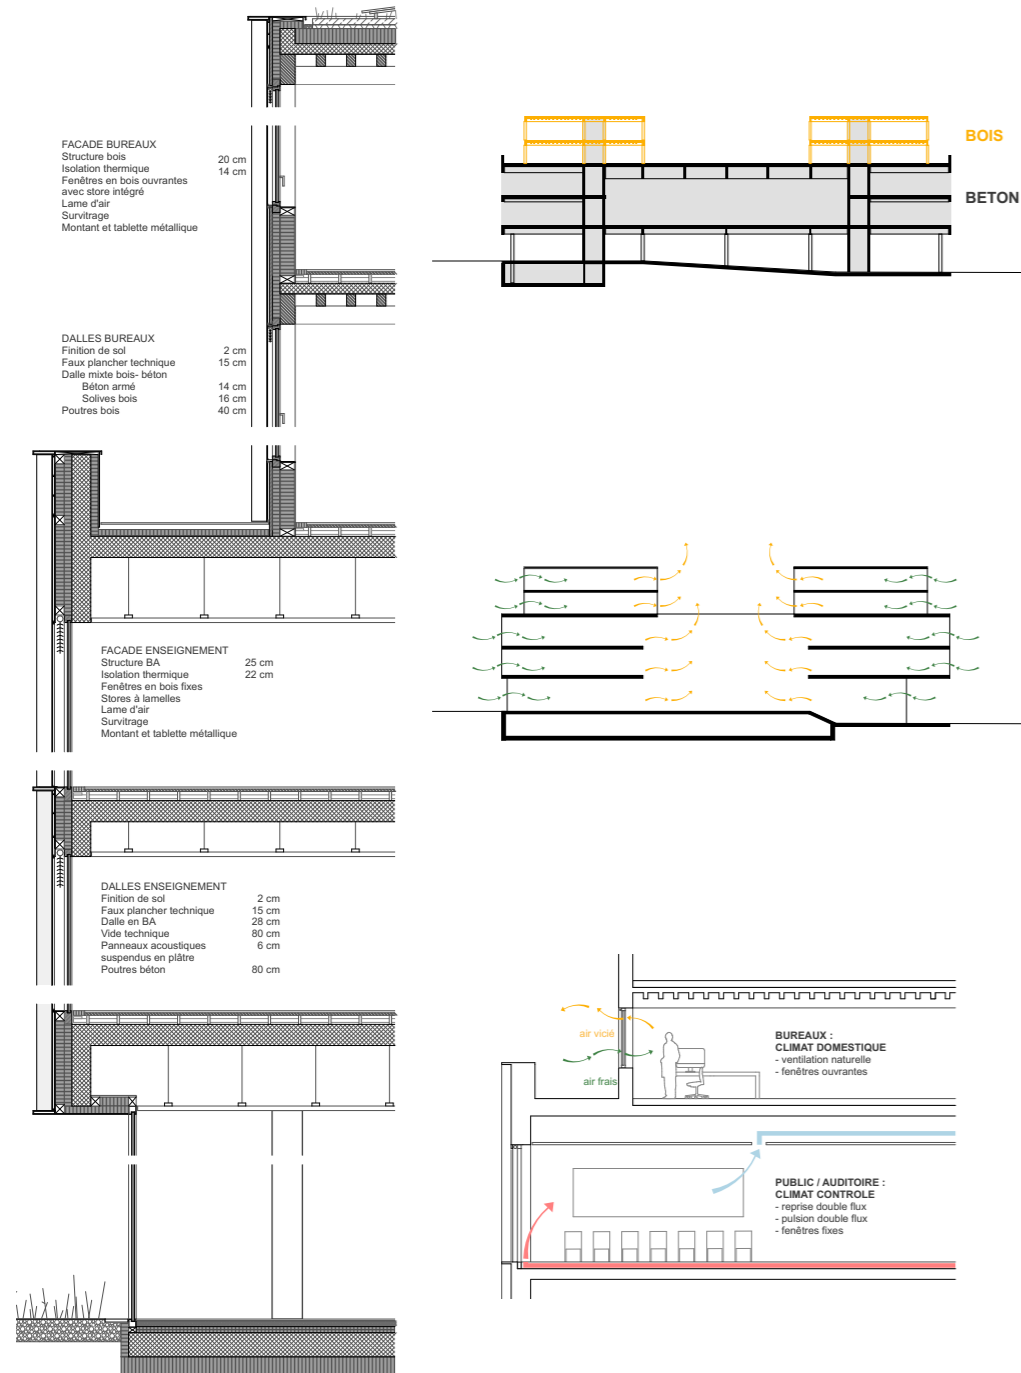 FACADE BUREAUX
Structure bois 20 cm
Isolation thermique 14 cm
Fenêtres en bois ouvrantes
avec store intégré
Lame d'air
Survitrage
Montant et tablette métallique
DALLES BUREAUX
Finition de sol 2 cm
Faux plancher technique 15 cm
Dalle mixte bois- béton
Béton armé 14 cm
Solives bois 16 cm
Poutres bois 40 cm
FACADE ENSEIGNEMENT
Structure BA 25 cm
Isolation thermique 22 cm
Fenêtres en bois fixes
Stores à lamelles
Lame d'air
Survitrage
Montant et tablette métallique
DALLES ENSEIGNEMENT
Finition de sol 2 cm
Faux plancher technique 15 cm
Dalle en BA 28 cm
Vide technique 80 cm
Panneaux acoustiques 6 cm
suspendus en plâtre
Poutres béton 80 cm
BOIS
BETON
air vicié
air frais
BUREAUX :
CLIMAT DOMESTIQUE
- ventilation naturelle
- fenêtres ouvrantes
PUBLIC / AUDITOIRE :
CLIMAT CONTROLE
- reprise double flux
- pulsion double flux
- fenêtres fixes